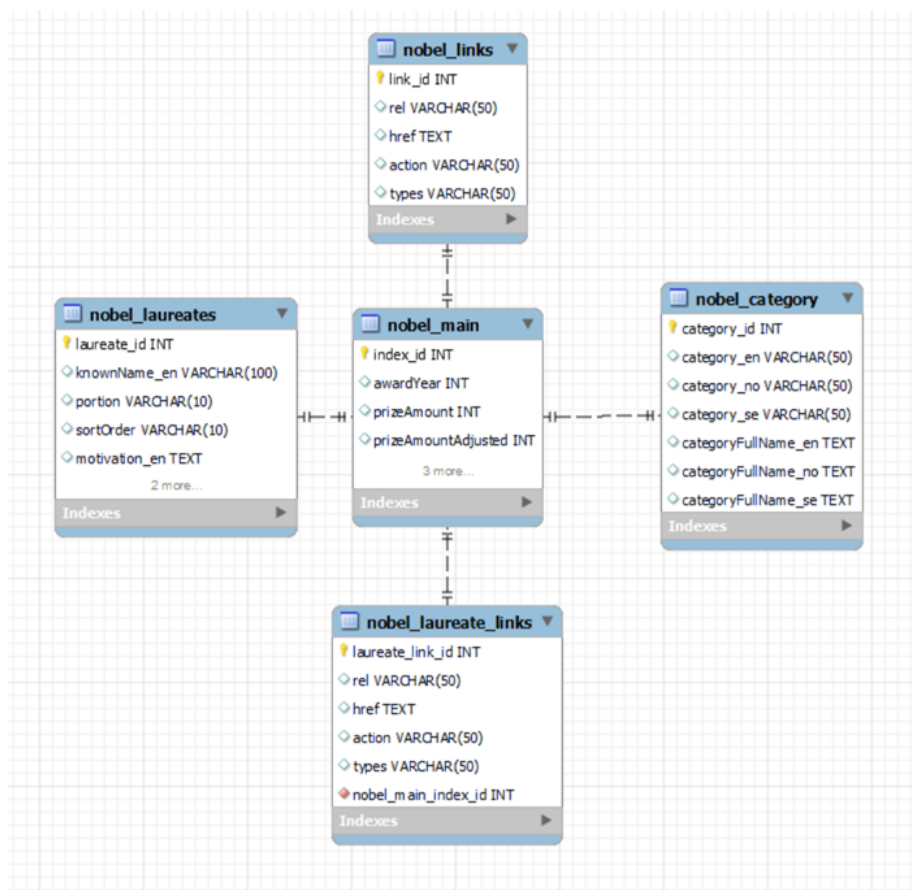 nobel_links
link_id INT
rel VARCHAR(50)
href TEXT
action VARCHAR(50)
types VARCHAR(50)
Indexes
nobel_laureates
laureate_id INT
knownName_en VARCHAR(100)
portion VARCHAR(10)
sortOrder VARCHAR(10)
motivation_en TEXT
2 more...
Indexes
nobel_main
index_id INT
awardYear INT
prizeAmount INT
prizeAmountAdjusted INT
3 more...
Indexes
nobel_category
category_id INT
category_en VARCHAR(50)
category_no VARCHAR(50)
category_se VARCHAR(50)
categoryFullName_en TEXT
categoryFullName_no TEXT
categoryFullName_se TEXT
Indexes
nobel_laureate_links
laureate_link_id INT
rel VARCHAR(50)
href TEXT
action VARCHAR(50)
types VARCHAR(50)
nobel_main_index_id INT
Indexes